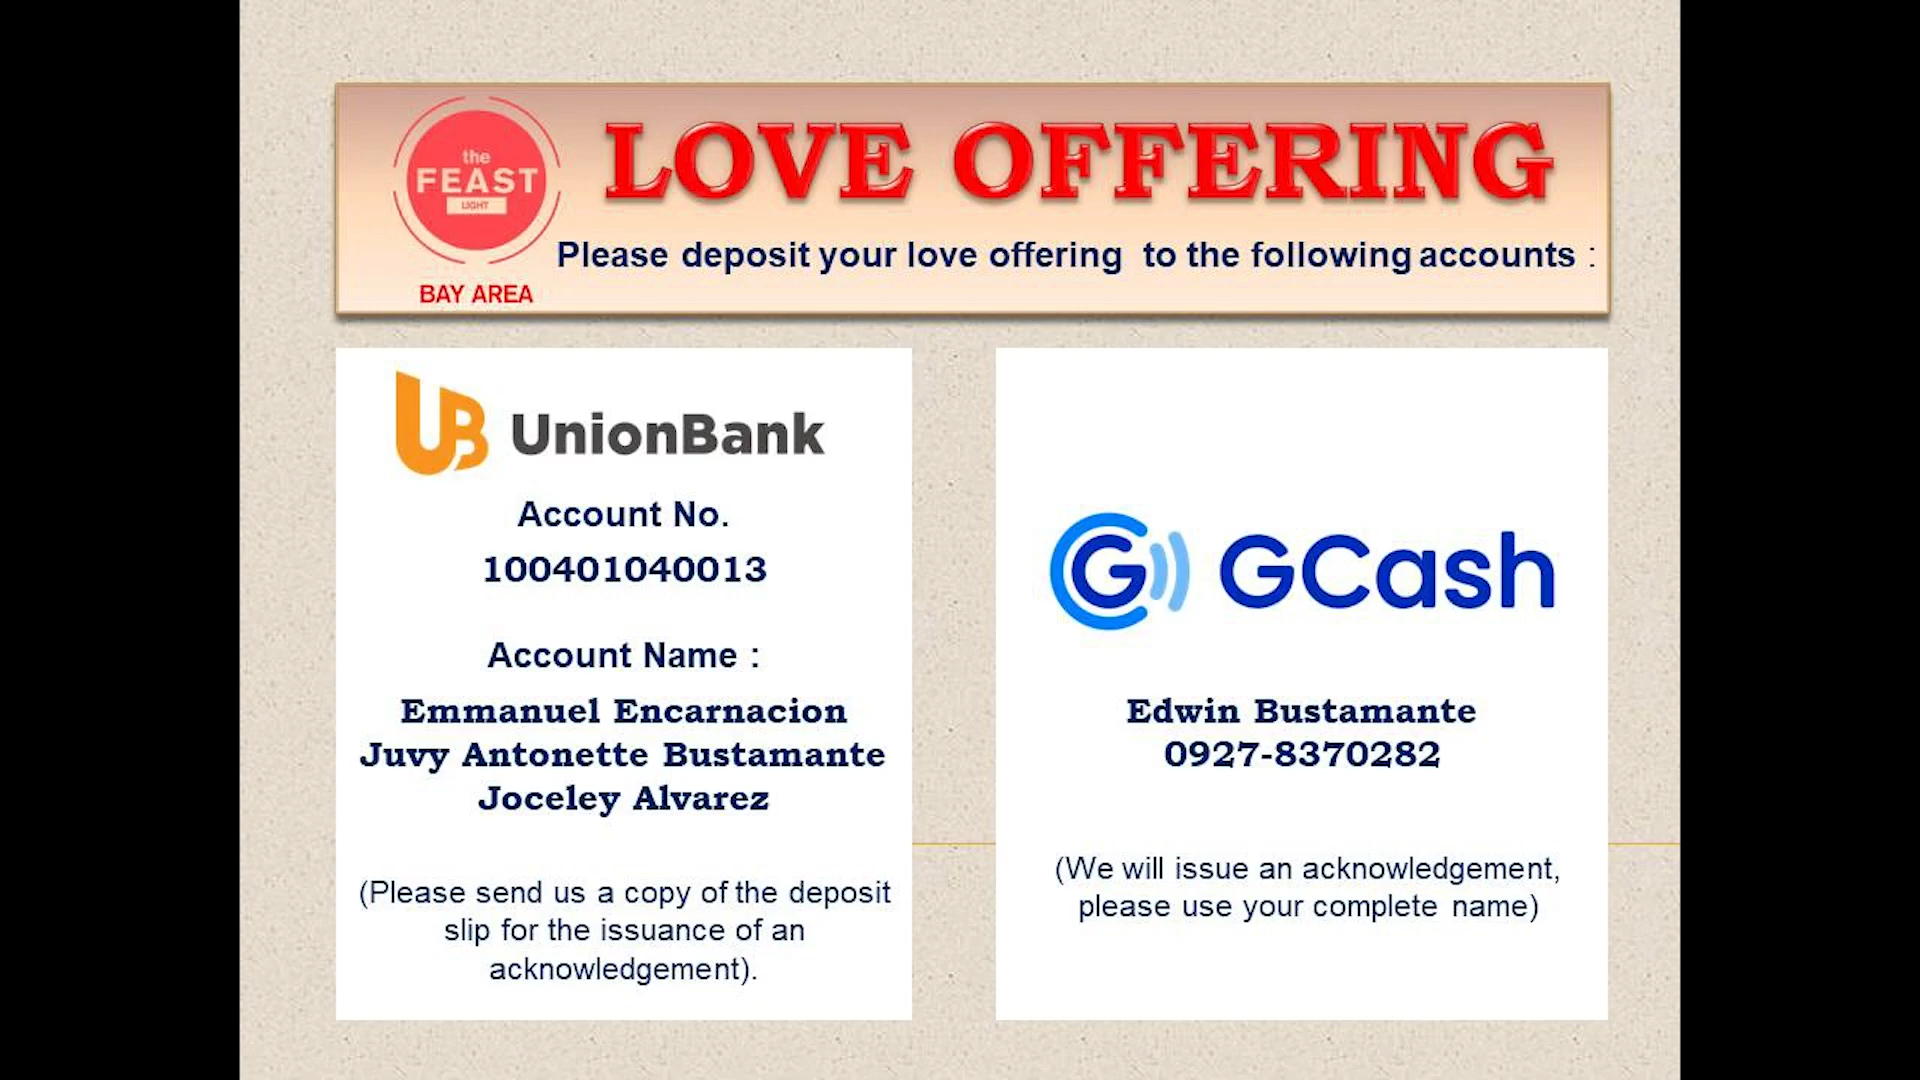 the
FEAST
LIGHT
BAY AREA
LOVE OFFERING
Please deposit your love offering to the following accounts :
UB UnionBank
Account No.
100401040013
Account Name :
Emmanuel Encarnacion
Juvy Antonette Bustamante
Joceley Alvarez
(Please send us a copy of the deposit
slip for the issuance of an
acknowledgement).
G GCash
Edwin Bustamante
0927-8370282
(We will issue an acknowledgement,
please use your complete name)